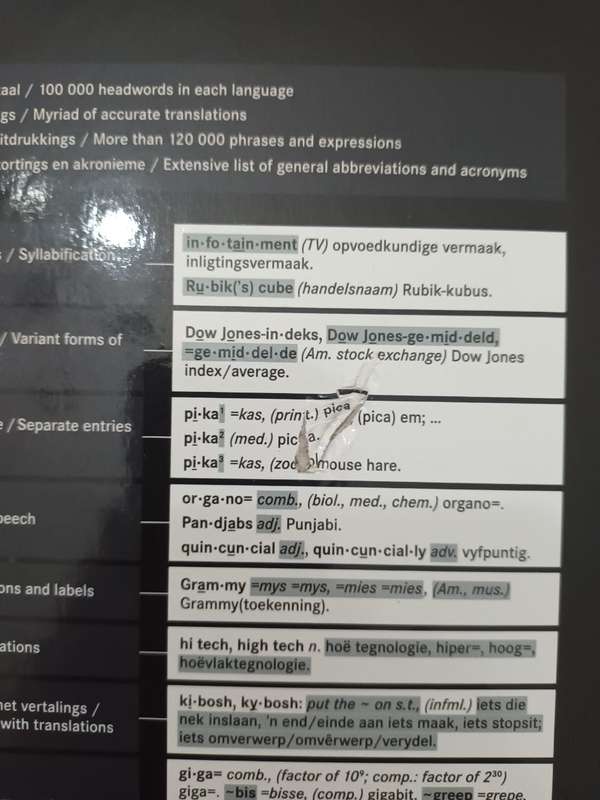 aal / 100 000 headwords in each language
gs / Myriad of accurate translations
itdrukkings / More than 120 000 phrases and expressions
ortings en akronieme / Extensive list of general abbreviations and acronyms
s / Syllabification
in·fo·tain·ment (TV) opvoedkundige vermaak,
inligtingsvermaak.
Ru·bik('s) cube (handelsnaam) Rubik-kubus.
/ Variant forms of
Dow Jones-in·deks, Dow Jones-ge·mid·deld,
=ge·mid·del·de (Am. stock exchange) Dow Jones
index/average.
e / Separate entries
pi·ka¹ =kas, (print.) pica (pica) em; ...
pi·ka² (med.) pica.
pi·ka³ =kas, mouse hare.
peech
or·ga·no= comb., (biol., med., chem.) organo=.
Pan·djabs adj. Punjabi.
quin·cun·cial adj., quin·cun·cial·ly adv. vyfpuntig.
ons and labels
Gram·my =mys =mys, =mies =mies, (Am., mus.)
Grammy(toekenning).
ations
hi tech, high tech n. hoë tegnologie, hiper=, hoog=,
hoëvlaktegnologie.
net vertalings /
with translations
ki·bosh, ky·bosh: put the ~ on s.t., (infml.) iets die
nek inslaan, 'n end/einde aan iets maak, iets stopsit;
iets omverwerp/omvêrwerp/verydel.
gi·ga= comb., (factor of 10⁹; comp.: factor of 2³⁰)
giga=. ~bis =bisse, (comp.) gigabit. ~greep =grepe,